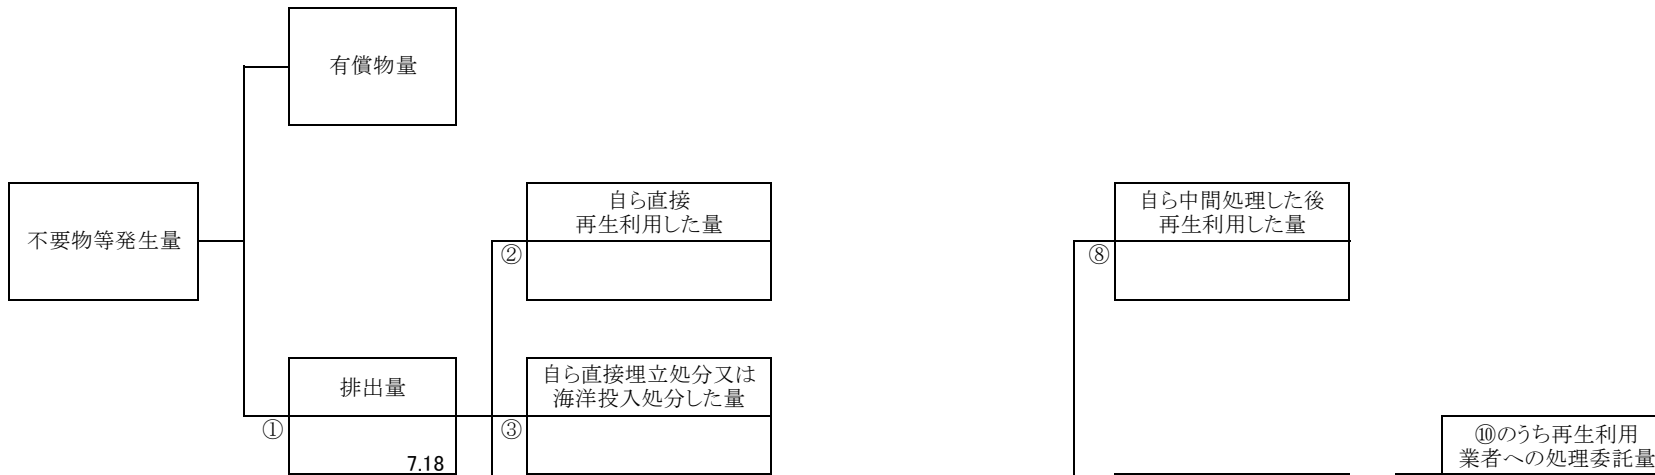 有償物量
不要物等発生量
自ら直接
再生利用した量
②
自ら中間処理した後
再生利用した量
⑧
排出量
①
7.18
自ら直接埋立処分又は
海洋投入処分した量
③
⑩のうち再生利用
業者への処理委託量